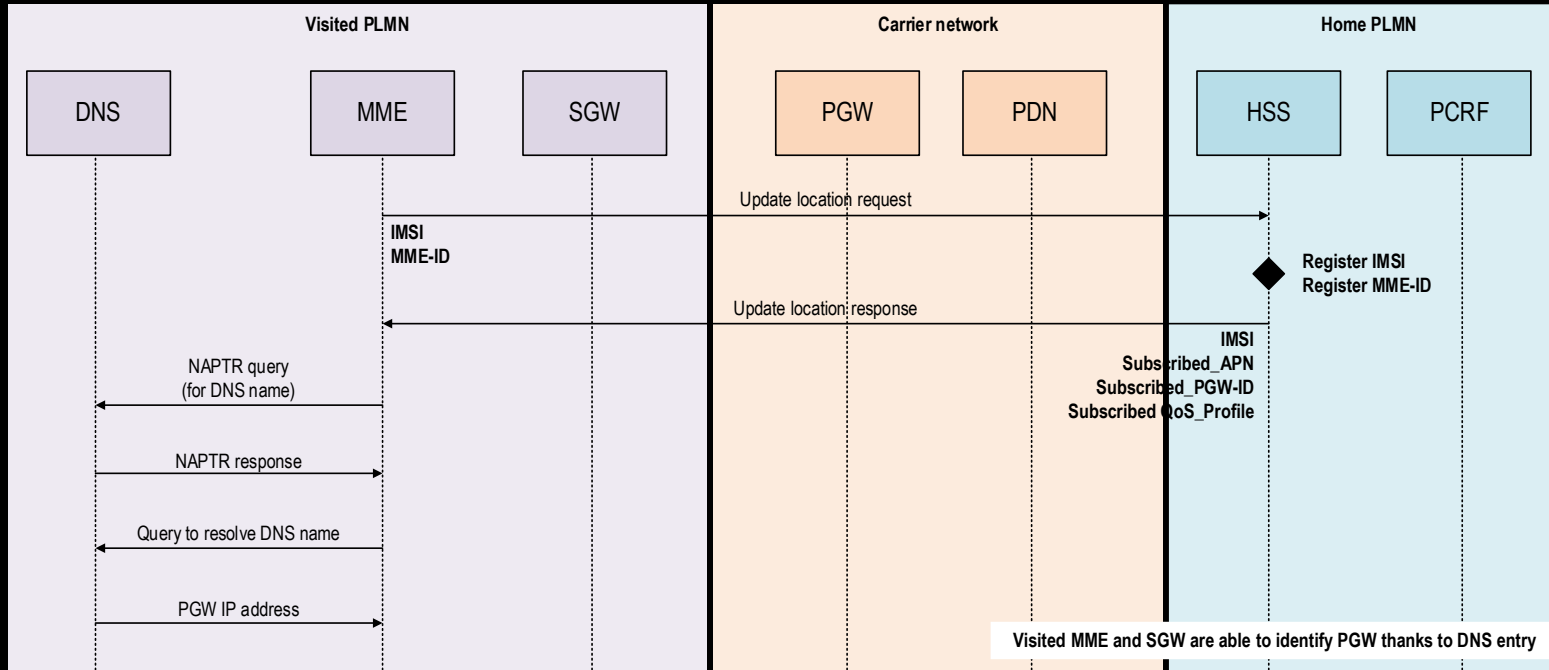 Visited PLMN
Carrier network
Home PLMN
DNS
MME
SGW
PGW
PDN
HSS
PCRF
Update location request
IMSI
MME-ID
Register IMSI
Register MME-ID
Update location response
IMSI
Subscribed_APN
Subscribed_PGW-ID
Subscribed QoS_Profile
NAPTR query
(for DNS name)
NAPTR response
Query to resolve DNS name
PGW IP address
Visited MME and SGW are able to identify PGW thanks to DNS entry